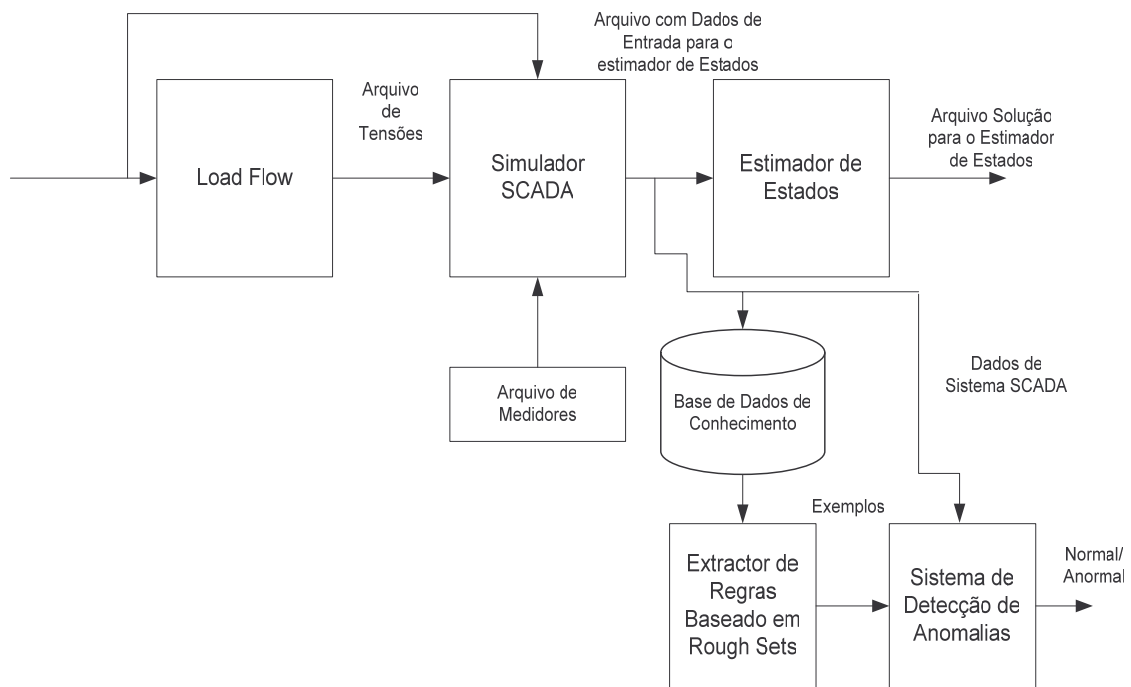 Arquivo com Dados de
Entrada para o
estimador de Estados
Arquivo
de
Tensões
Load Flow
Simulador
SCADA
Estimador de
Estados
Arquivo Solução
para o Estimador
de Estados
Arquivo de
Medidores
Base de Dados de
Conhecimento
Dados de
Sistema SCADA
Exemplos
Extractor de
Regras
Baseado em
Rough Sets
Sistema de
Detecção de
Anomalias
Normal/
Anormal